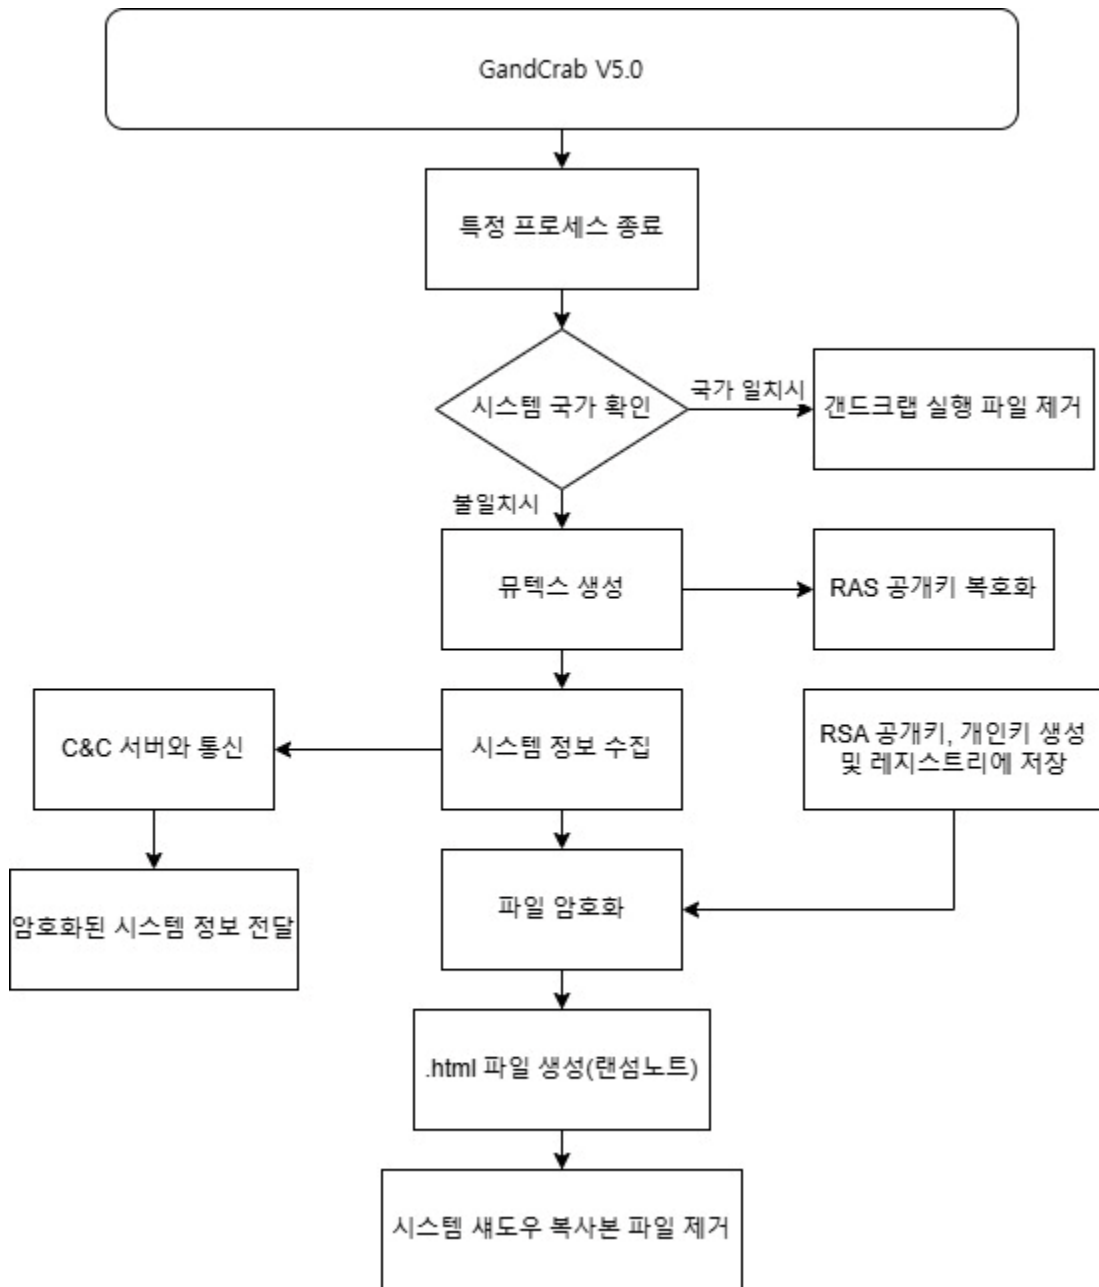 GandCrab V5.0
특정 프로세스 종료
시스템 국가 확인
국가 일치시
갠드크랩 실행 파일 제거
불일치시
뮤텍스 생성
RAS 공개키 복호화
C&C 서버와 통신
시스템 정보 수집
RSA 공개키, 개인키 생성
및 레지스트리에 저장
암호화된 시스템 정보 전달
파일 암호화
.html 파일 생성(랜섬노트)
시스템 섀도우 복사본 파일 제거